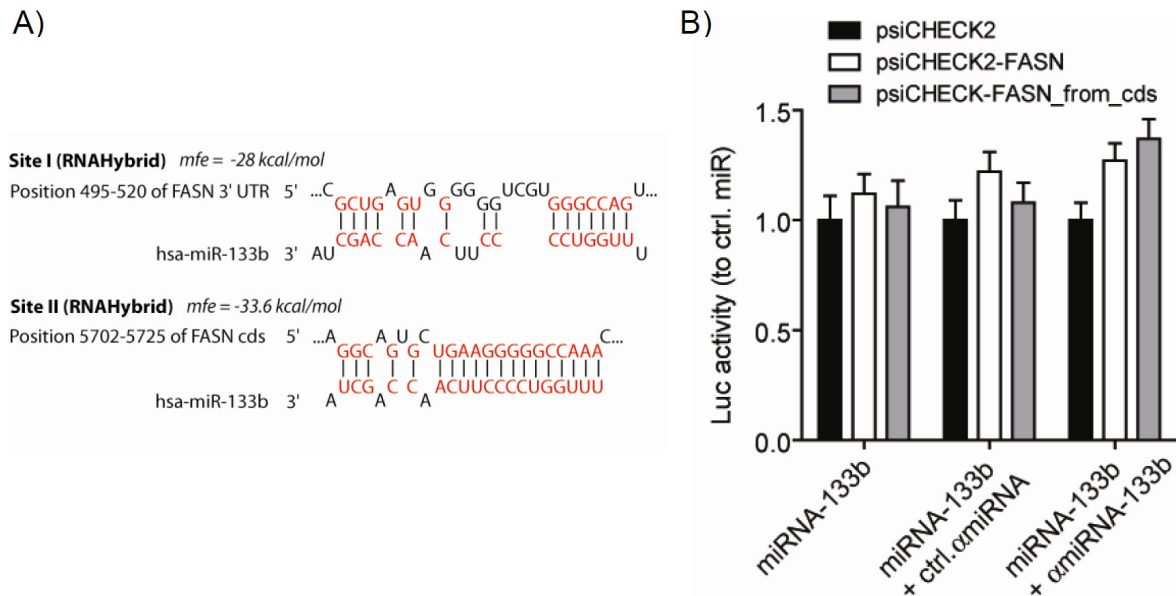 A)
Site I (RNAHybrid) mfe = -28 kcal/mol
Position 495-520 of FASN 3' UTR 5' ...C A G GG UCGU U...
GCUG GU G GG GGGCCAG
CGAC CA C CC CCUGGUU
hsa-miR-133b 3' AU A UU U
Site II (RNAHybrid) mfe = -33.6 kcal/mol
Position 5702-5725 of FASN cds 5' ...A A U C C...
GGC G G UGAAGGGGGCCAAA
UCG C C ACUUCCCCUGGUUU
hsa-miR-133b 3' A A A
B)
psiCHECK2
psiCHECK2-FASN
psiCHECK-FASN_from_cds
Luc activity (to ctrl. miR)
1.5
1.0
0.5
0.0
miRNA-133b
miRNA-133b
+ ctrl. αmiRNA
miRNA-133b
+ αmiRNA-133b